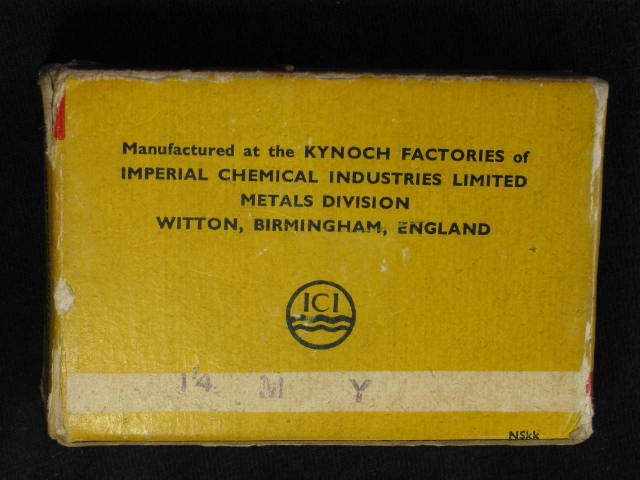 Manufactured at the KYNOCH FACTORIES of
IMPERIAL CHEMICAL INDUSTRIES LIMITED
METALS DIVISION
WITTON, BIRMINGHAM, ENGLAND
ICI
14 M Y
NSkk